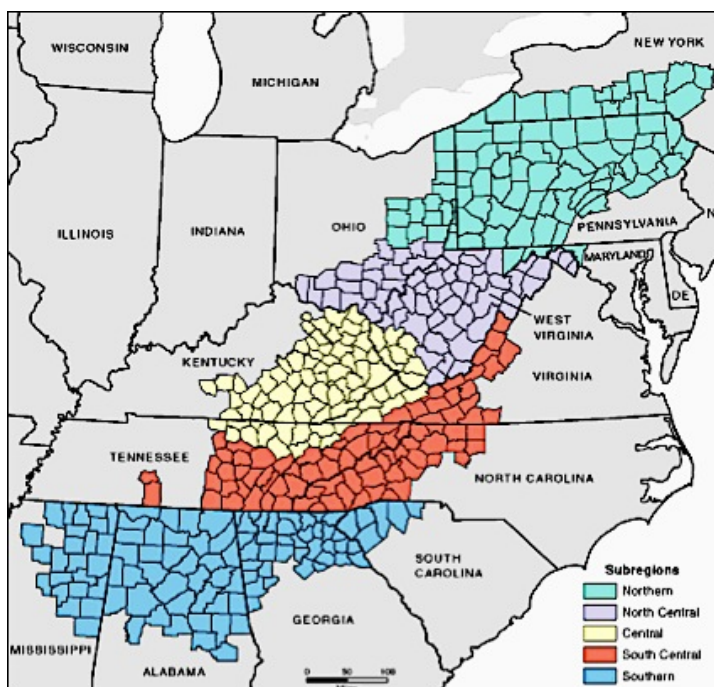 WISCONSIN
NEW YORK
MICHIGAN
ILLINOIS
INDIANA
OHIO
PENNSYLVANIA
MARYLAND
DE
WEST
VIRGINIA
KENTUCKY
VIRGINIA
TENNESSEE
NORTH CAROLINA
SOUTH
CAROLINA
GEORGIA
MISSISSIPPI
ALABAMA
Subregions
Northern
North Central
Central
South Central
Southern
0
50
100